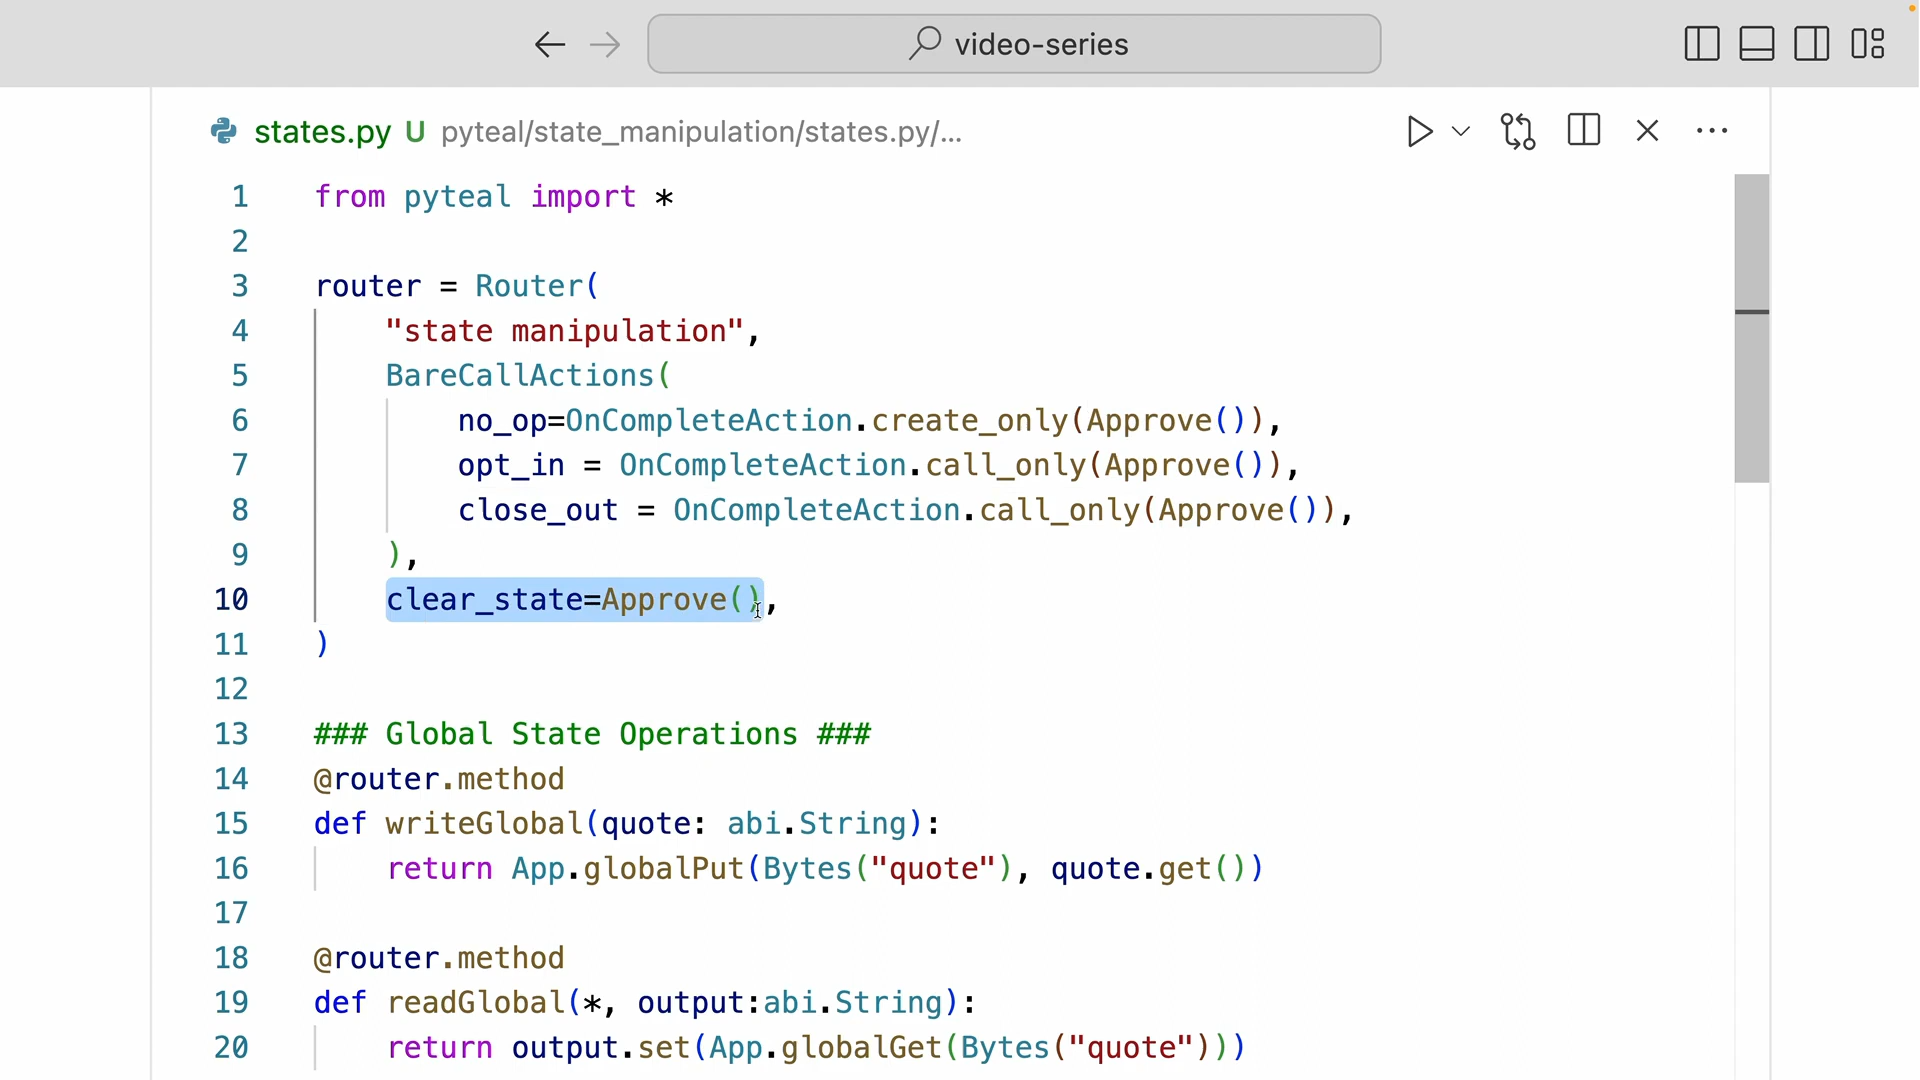 video-series
states.py U pyteal/state_manipulation/states.py/...
1 from pyteal import *
2
3 router = Router(
4     "state manipulation",
5     BareCallActions(
6         no_op=OnCompleteAction.create_only(Approve()),
7         opt_in = OnCompleteAction.call_only(Approve()),
8         close_out = OnCompleteAction.call_only(Approve()),
9     ),
10     clear_state=Approve(),
11 )
12
13 ### Global State Operations ###
14 @router.method
15 def writeGlobal(quote: abi.String):
16     return App.globalPut(Bytes("quote"), quote.get())
17
18 @router.method
19 def readGlobal(*, output:abi.String):
20     return output.set(App.globalGet(Bytes("quote")))